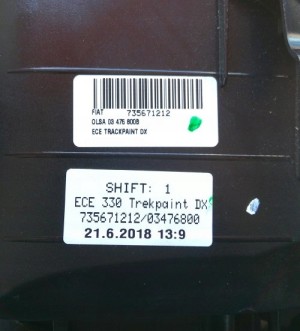 FIAT 735671212
OLSA 03 476 800B
ECE TRACKPAINT DX
SHIFT: 1
ECE 330 Trekpaint DX
735671212/03476800
21.6.2018 13:9